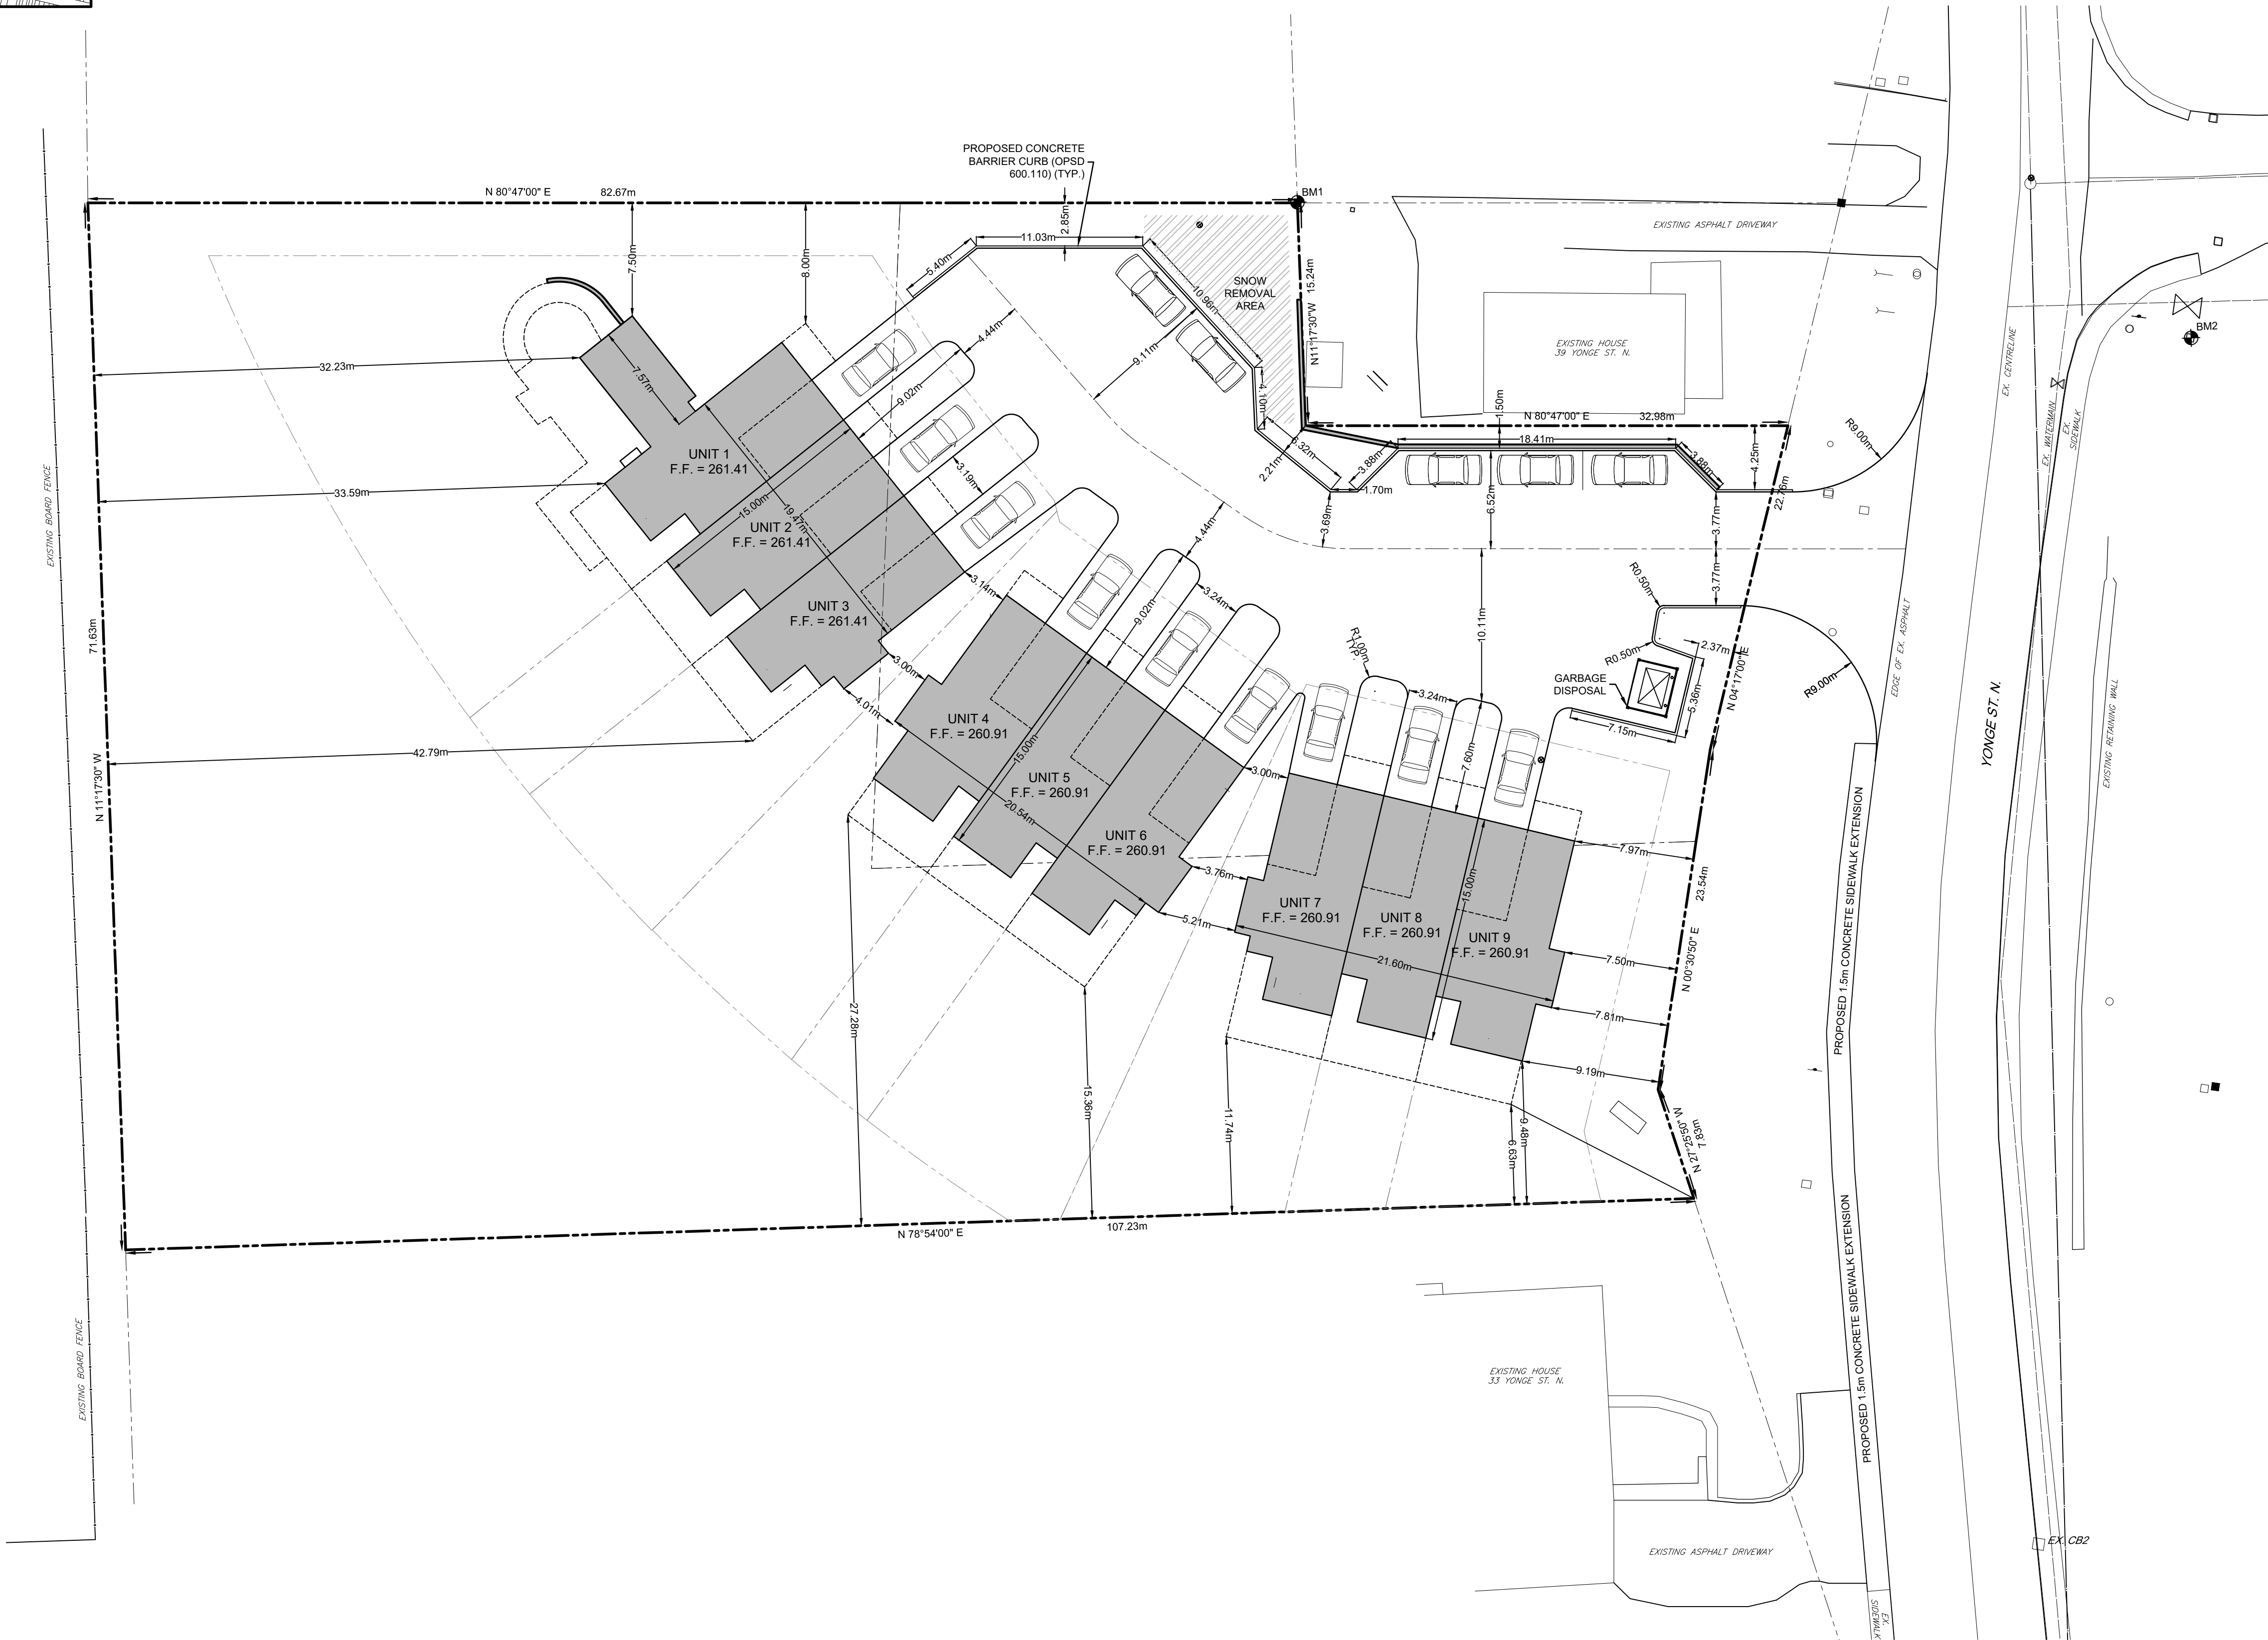 PROPOSED CONCRETE
BARRIER CURB (OPSD
600.110) (TYP.)
N 80°47'00" E
82.67m
BM1
2.85m
11.03m
7.50m
8.00m
5.40m
10.96m
SNOW
REMOVAL
AREA
N11°17'30"W 15.24m
EXISTING ASPHALT DRIVEWAY
EXISTING HOUSE
39 YONGE ST. N.
BM2
EX. CENTRELINE
EX. WATERMAIN
EX.
SIDEWALK
4.44m
9.11m
32.23m
7.57m
9.02m
4.10m
1.50m
N 80°47'00" E
32.98m
R9.00m
18.41m
6.32m
2.21m
3.88m
3.88m
4.25m
1.70m
22.76m
6.52m
3.69m
3.77m
UNIT 1
F.F. = 261.41
33.59m
3.19m
15.00m
19.47m
UNIT 2
F.F. = 261.41
4.44m
EXISTING BOARD FENCE
3.14m
UNIT 3
F.F. = 261.41
9.02m
3.24m
10.11m
3.77m
R0.50m
EDGE OF EX. ASPHALT
R0.50m
2.37m
R1.00m
TYP.
GARBAGE
DISPOSAL
5.36m
N 04°17'00"E
R9.00m
YONGE ST. N.
EXISTING RETAINING WALL
71.63m
3.00m
4.01m
UNIT 4
F.F. = 260.91
3.24m
7.15m
42.79m
15.00m
7.60m
N 11°17'30" W
UNIT 5
F.F. = 260.91
3.00m
20.54m
UNIT 6
F.F. = 260.91
7.97m
3.76m
15.00m
23.54m
5.21m
UNIT 7
F.F. = 260.91
UNIT 8
F.F. = 260.91
UNIT 9
F.F. = 260.91
21.60m
7.50m
N 00°30'50" E
PROPOSED 1.5m CONCRETE SIDEWALK EXTENSION
7.81m
27.28m
9.19m
15.36m
11.74m
9.48m
6.63m
N 27°25'50" W
7.83m
107.23m
N 78°54'00" E
PROPOSED 1.5m CONCRETE SIDEWALK EXTENSION
EXISTING BOARD FENCE
EXISTING HOUSE
33 YONGE ST. N.
EXISTING ASPHALT DRIVEWAY
EX. CB2
EX.
SIDEWALK